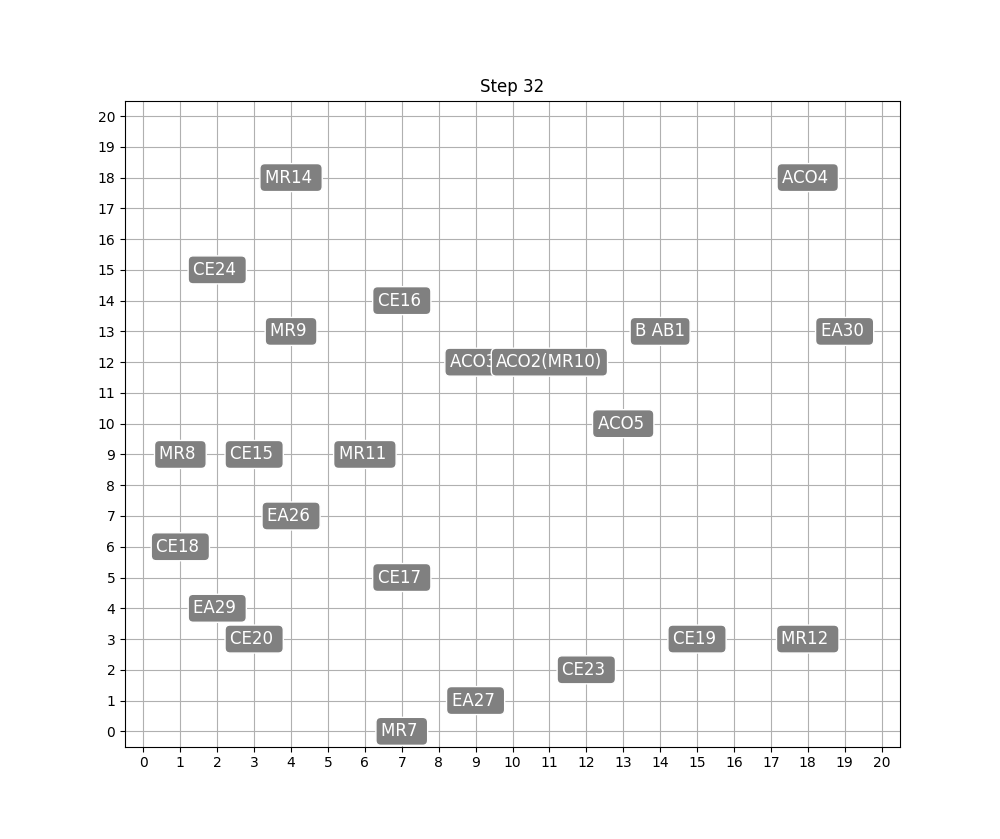 Step 32
20
19
18 MR14 ACO4
17
16
15 CE24
14 CE16
13 MR9 B AB1 EA30
12 ACO3 ACO2(MR10)
11
10 ACO5
9 MR8 CE15 MR11
8
7 EA26
6 CE18
5 CE17
4 EA29
3 CE20 CE19 MR12
2 CE23
1 EA27
0 MR7
0 1 2 3 4 5 6 7 8 9 10 11 12 13 14 15 16 17 18 19 20